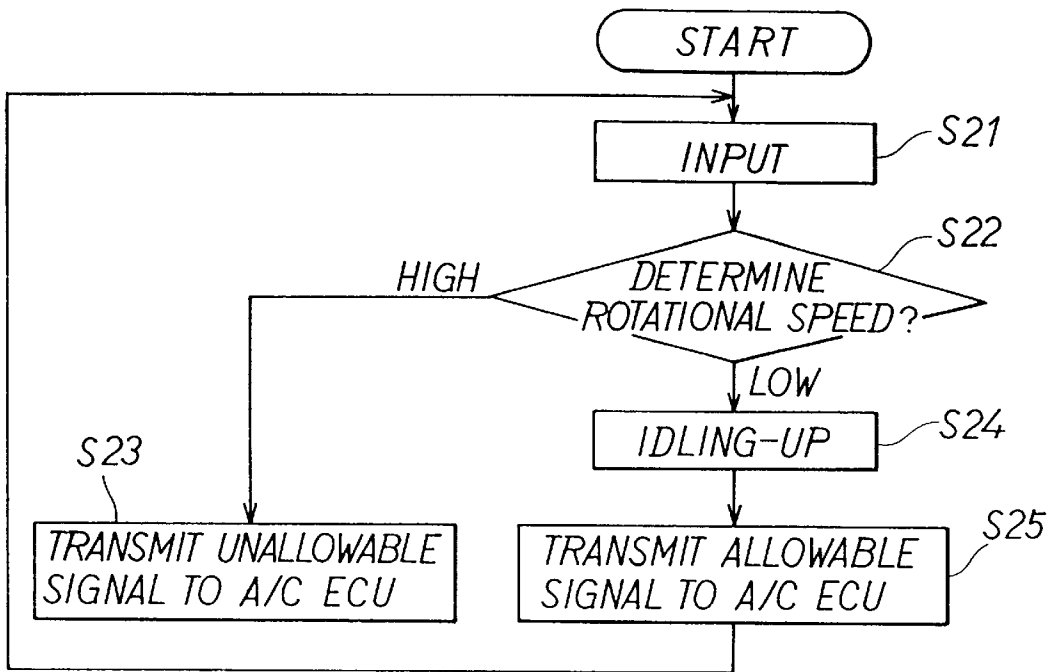 START
INPUT
S21
S22
HIGH
DETERMINE
ROTATIONAL SPEED?
LOW
IDLING-UP
S24
S23
TRANSMIT UNALLOWABLE
SIGNAL TO A/C ECU
TRANSMIT ALLOWABLE
SIGNAL TO A/C ECU
S25